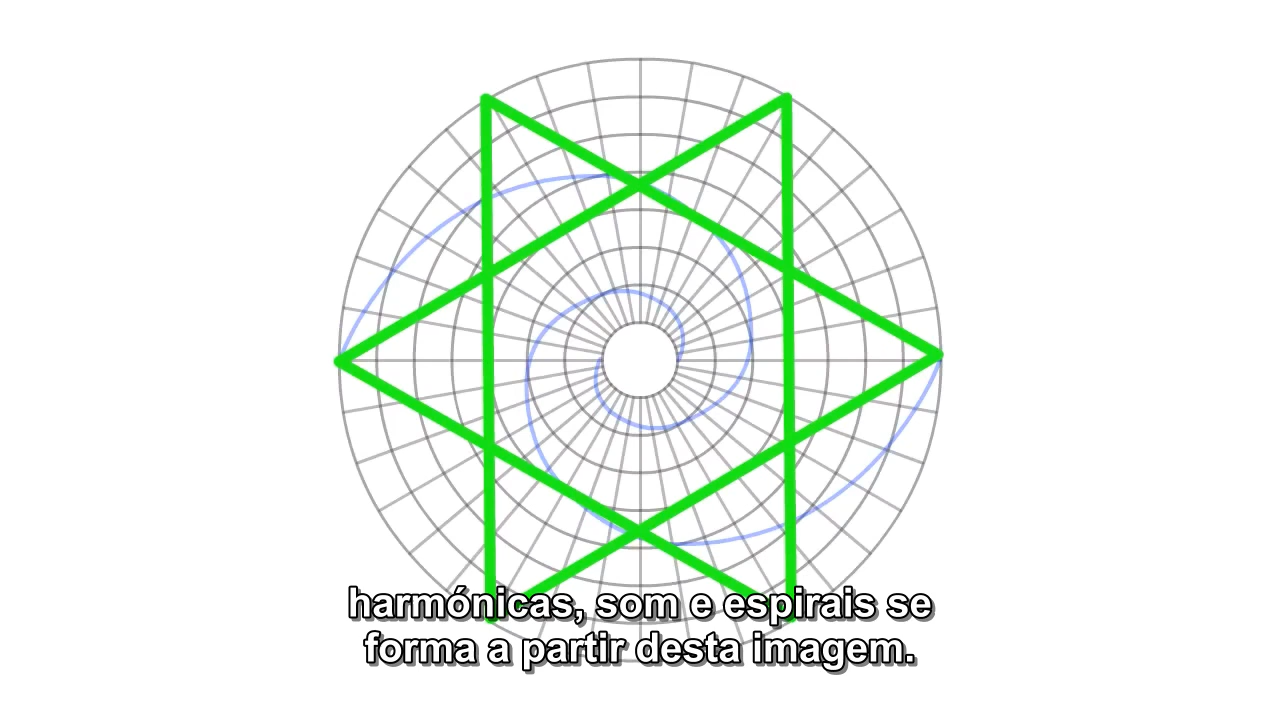 harmónicas, som e espirais se
forma a partir desta imagem.